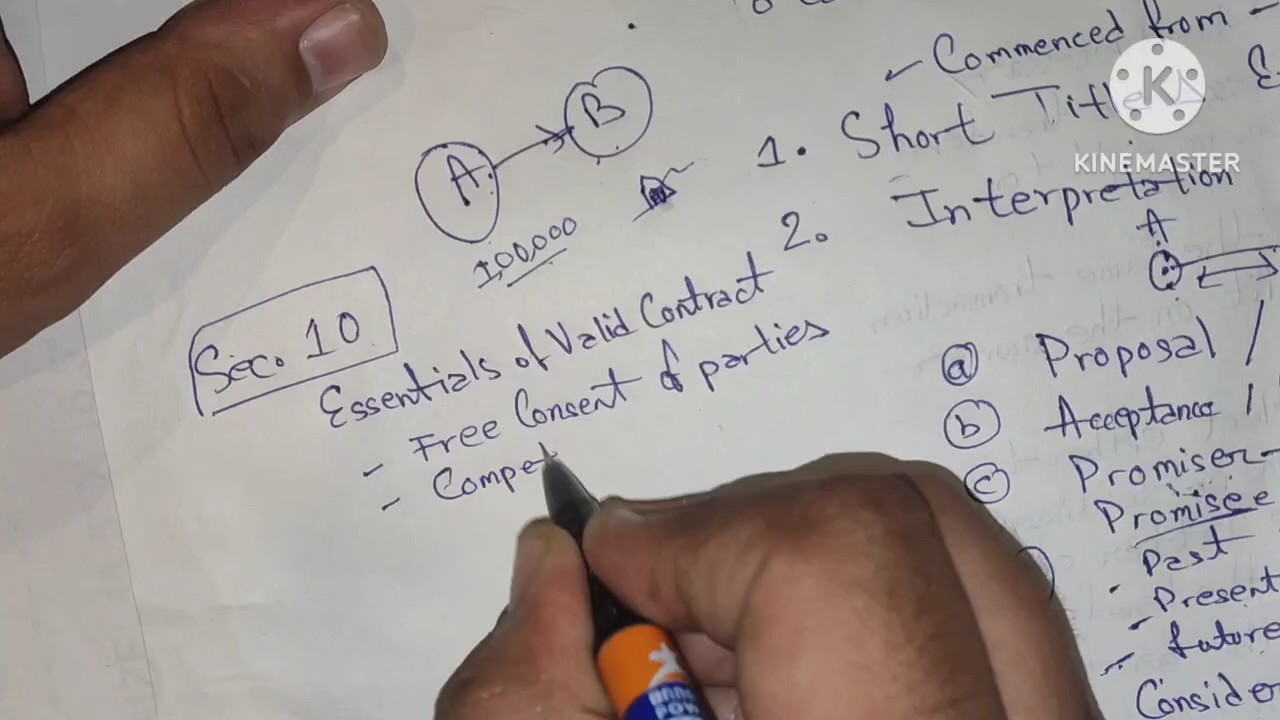 Commenced from -
1. Short Title
2. Interpretation
A
B
1,00,000
A
Sec. 10
Essentials of Valid Contract
- Free Consent of parties
- Compe
a Proposal /
b Acceptance /
c Promiser -
Promisee
Past
- Present
- future
Consider
K
KINEMASTER